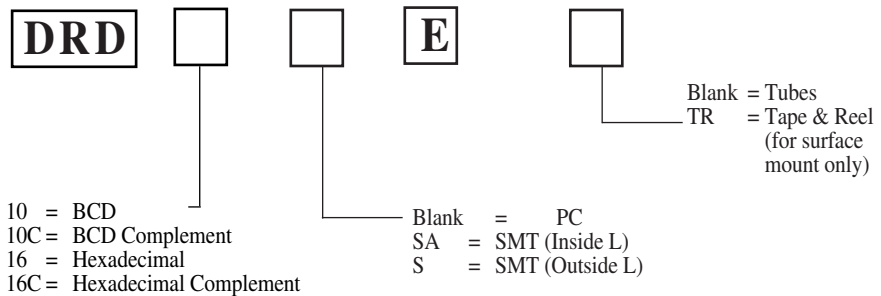 DRD E
Blank = Tubes
TR = Tape & Reel
(for surface
mount only)
10 = BCD
10C = BCD Complement
16 = Hexadecimal
16C = Hexadecimal Complement
Blank = PC
SA = SMT (Inside L)
S = SMT (Outside L)